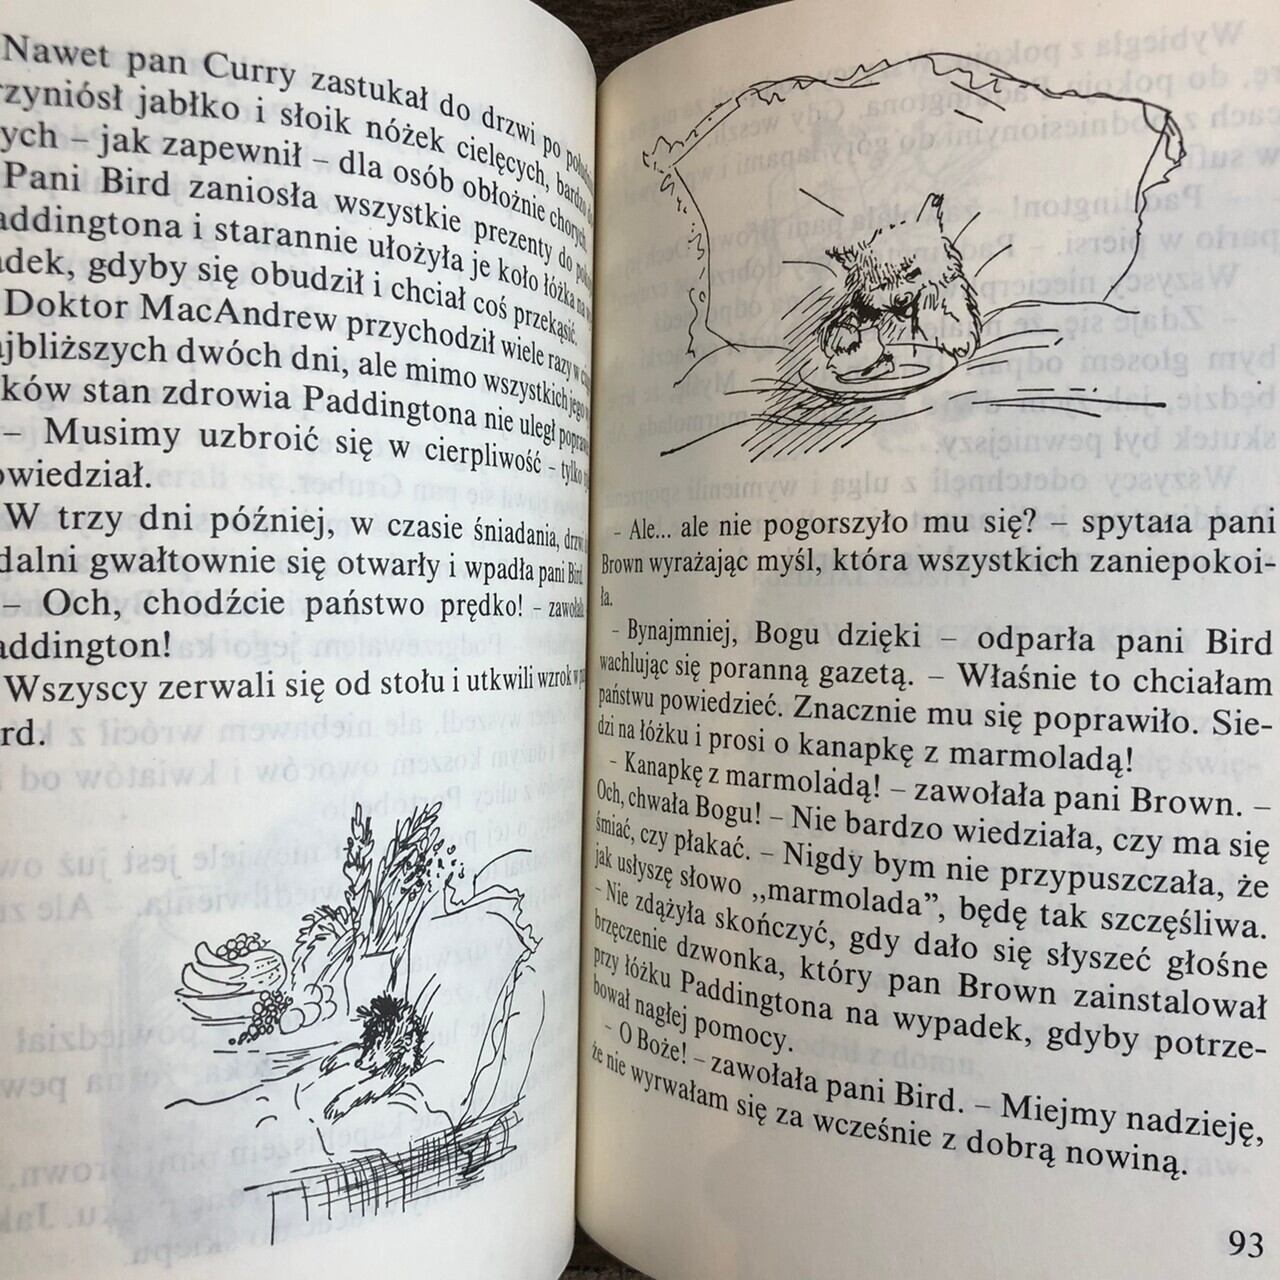 Nawet pan Curry zastukał do drzwi po
rzyniósł jabłko i słoik nóżek cielęcych, bardzo
ych – jak zapewnił – dla osób obłożnie chorych.
Pani Bird zaniosła wszystkie prezenty do
addingtona i starannie ułożyła je koło łóżka na
adek, gdyby się obudził i chciał coś przekąsić.
Doktor MacAndrew przychodził wiele razy w
ajbliższych dwóch dni, ale mimo wszystkich jego
ków stan zdrowia Paddingtona nie uległ
– Musimy uzbroić się w cierpliwość – tylko
owiedział.
W trzy dni później, w czasie śniadania, drzwi
dalni gwałtownie się otwarły i wpadła pani Bird.
– Och, chodźcie państwo prędko! – zawołała.
addington!
Wszyscy zerwali się od stołu i utkwili wzrok w
rd.
– Ale... ale nie pogorszyło mu się? – spytała pani
Brown wyrażając myśl, która wszystkich zaniepokoi-
ła.
– Bynajmniej, Bogu dzięki – odparła pani Bird
wachlując się poranną gazetą. – Właśnie to chciałam
państwu powiedzieć. Znacznie mu się poprawiło. Sie-
dzi na łóżku i prosi o kanapkę z marmoladą!
– Kanapkę z marmoladą! – zawołała pani Brown. –
Och, chwała Bogu! – Nie bardzo wiedziała, czy ma się
śmiać, czy płakać. – Nigdy bym nie przypuszczała, że
jak usłyszę słowo „marmolada”, będę tak szczęśliwa.
– Nie zdążyła skończyć, gdy dało się słyszeć głośne
brzęczenie dzwonka, który pan Brown zainstalował
przy łóżku Paddingtona na wypadek, gdyby potrze-
bował nagłej pomocy.
– O Boże! – zawołała pani Bird. – Miejmy nadzieję,
że nie wyrwałam się za wcześnie z dobrą nowiną.
93